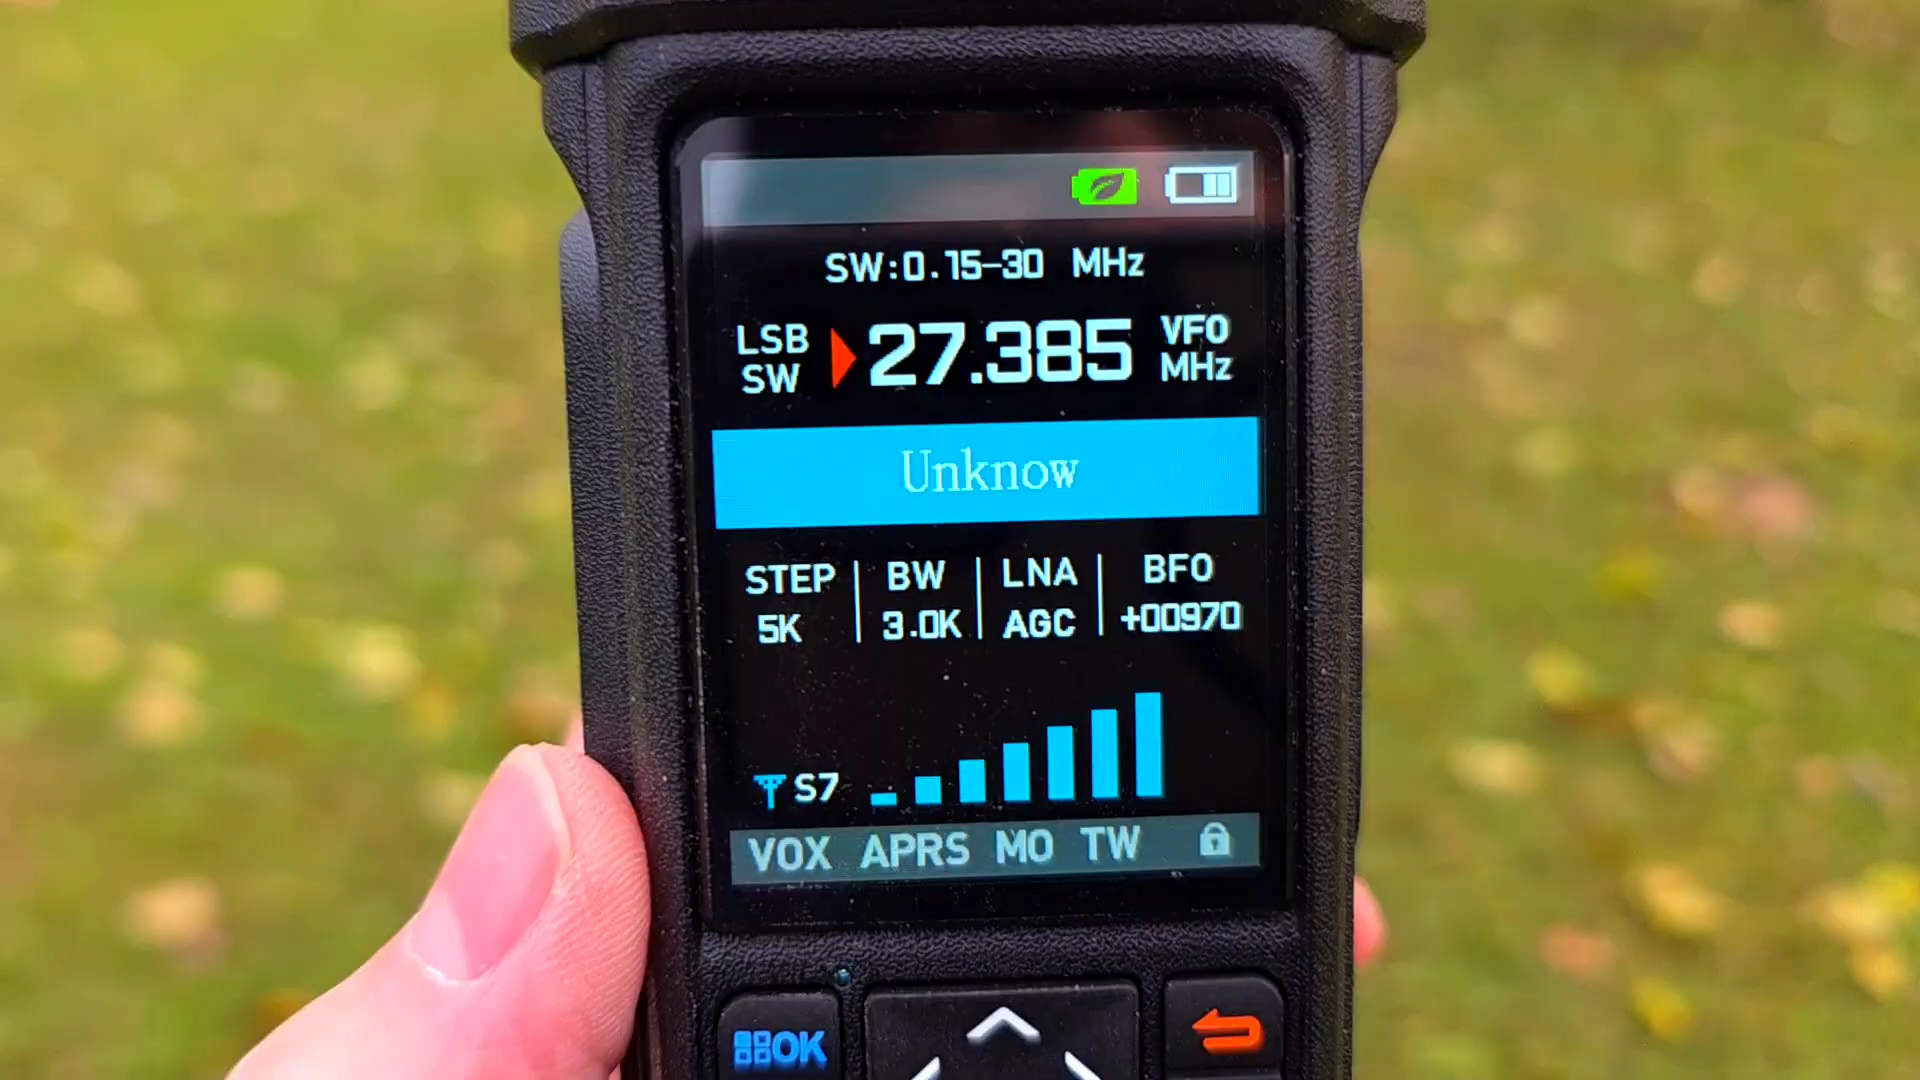 SW:0.15-30 MHz
LSB SW 27.385 VFO MHz
Unknow
STEP BW LNA BFO
5K 3.0K AGC +00970
S7
VOX APRS MO TW
OK